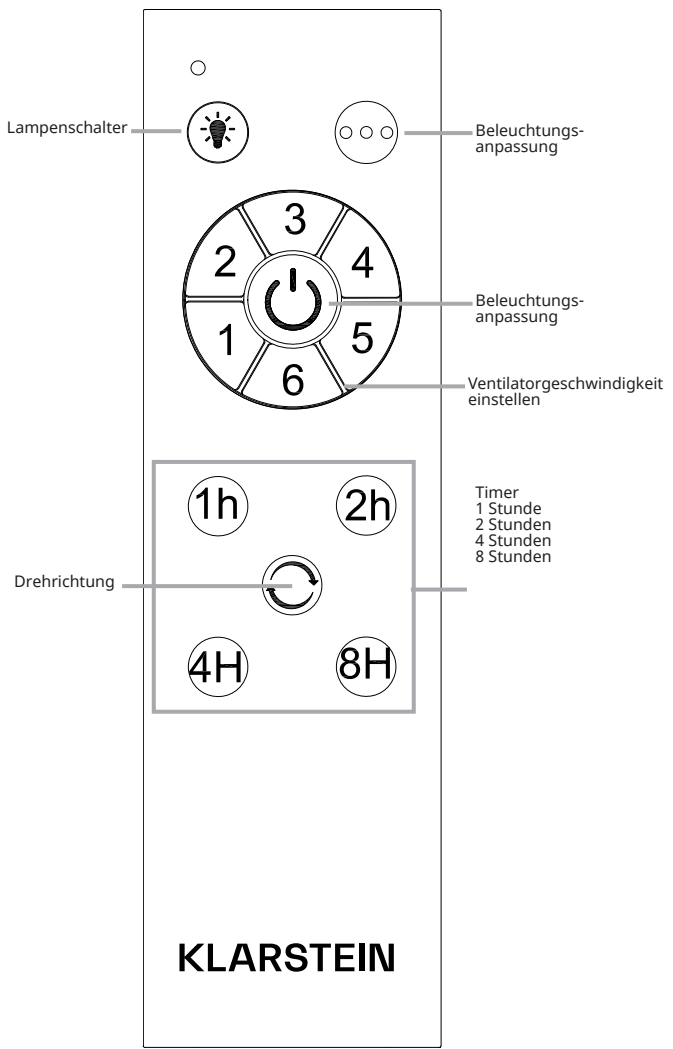 Lampenschalter
Beleuchtungs-
anpassung
3
2
4
Beleuchtungs-
anpassung
1
5
6
Ventilatorgeschwindigkeit
einstellen
1h
2h
Timer
1 Stunde
2 Stunden
4 Stunden
8 Stunden
Drehrichtung
4H
8H
KLARSTEIN